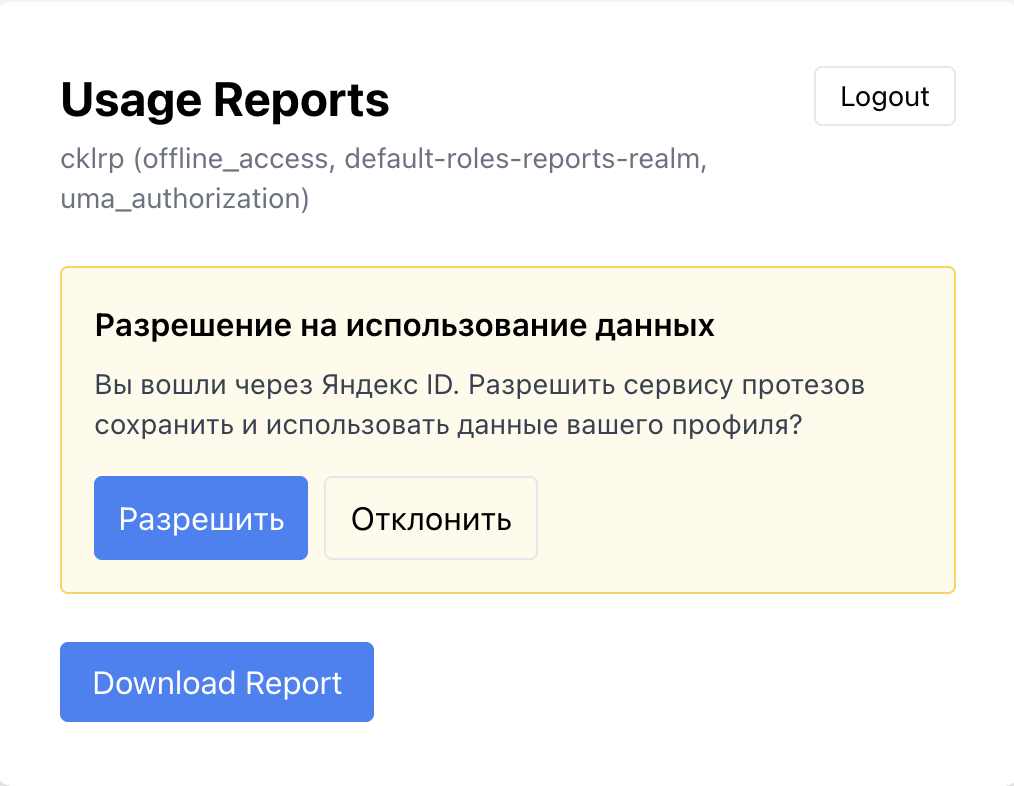 Usage Reports
Logout
cklrp (offline_access, default-roles-reports-realm,
uma_authorization)
Разрешение на использование данных
Вы вошли через Яндекс ID. Разрешить сервису протезов
сохранить и использовать данные вашего профиля?
Разрешить
Отклонить
Download Report